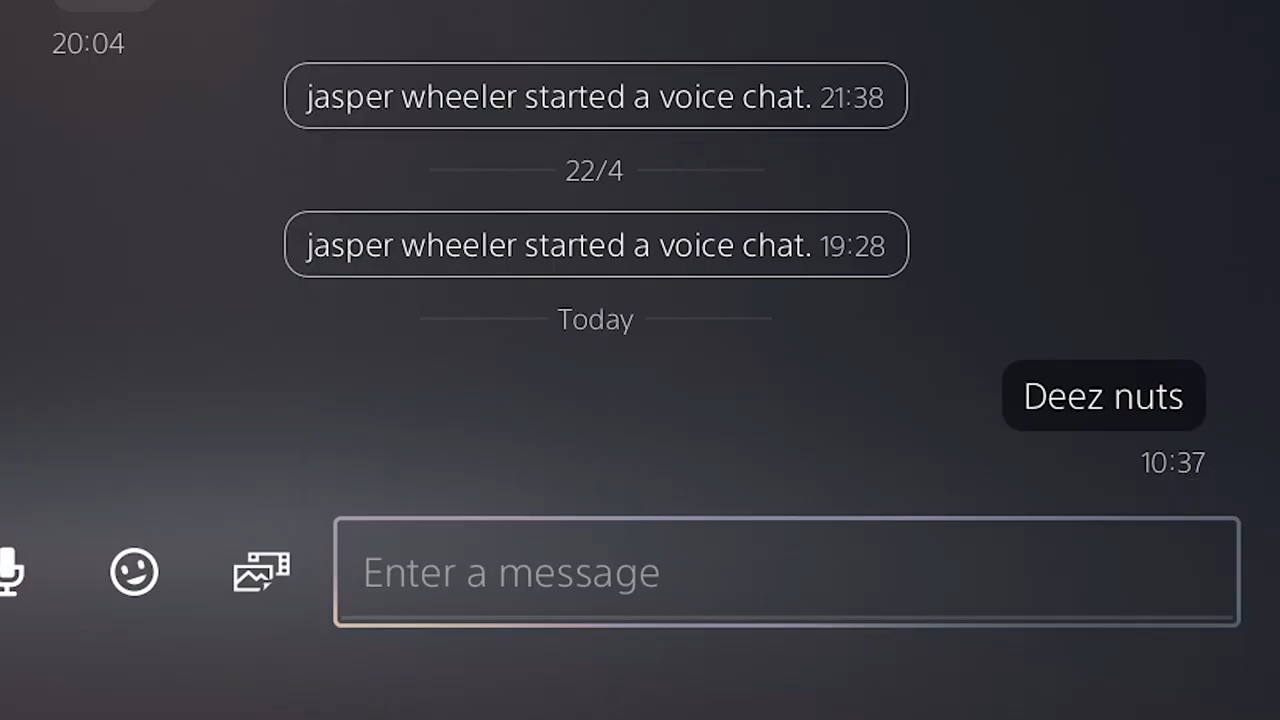 20:04
jasper wheeler started a voice chat. 21:38
22/4
jasper wheeler started a voice chat. 19:28
Today
Deez nuts
10:37
Enter a message